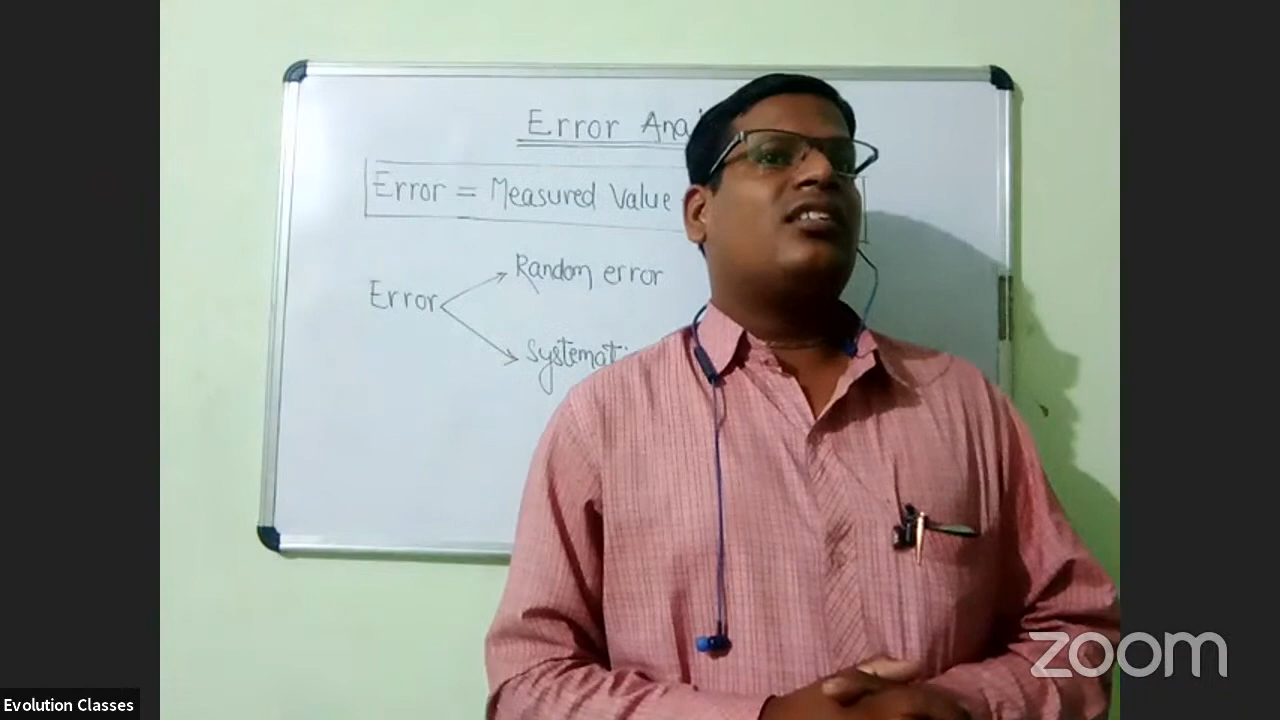 Error Ana
Error = Measured Value
Random error
Error
Systemati
zoom
Evolution Classes